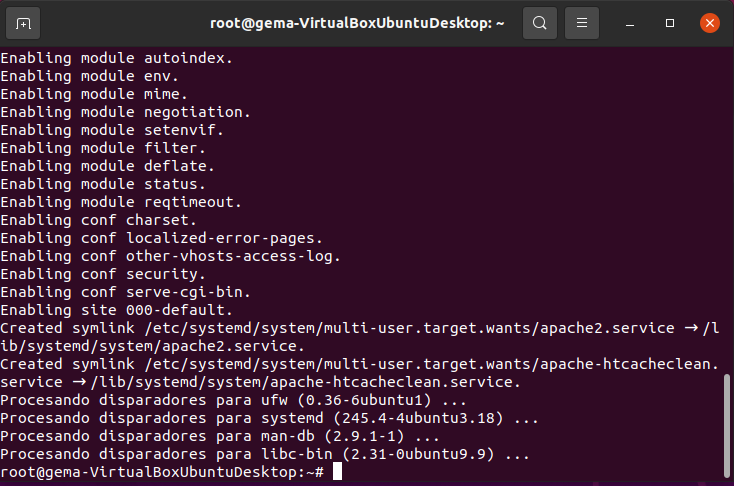 root@gema-VirtualBoxUbuntuDesktop: ~
Enabling module autoindex.
Enabling module env.
Enabling module mime.
Enabling module negotiation.
Enabling module setenvif.
Enabling module filter.
Enabling module deflate.
Enabling module status.
Enabling module reqtimeout.
Enabling conf charset.
Enabling conf localized-error-pages.
Enabling conf other-vhosts-access-log.
Enabling conf security.
Enabling conf serve-cgi-bin.
Enabling site 000-default.
Created symlink /etc/systemd/system/multi-user.target.wants/apache2.service → /l
ib/systemd/system/apache2.service.
Created symlink /etc/systemd/system/multi-user.target.wants/apache-htcacheclean.
service → /lib/systemd/system/apache-htcacheclean.service.
Procesando disparadores para ufw (0.36-6ubuntu1) ...
Procesando disparadores para systemd (245.4-4ubuntu3.18) ...
Procesando disparadores para man-db (2.9.1-1) ...
Procesando disparadores para libc-bin (2.31-0ubuntu9.9) ...
root@gema-VirtualBoxUbuntuDesktop:~#